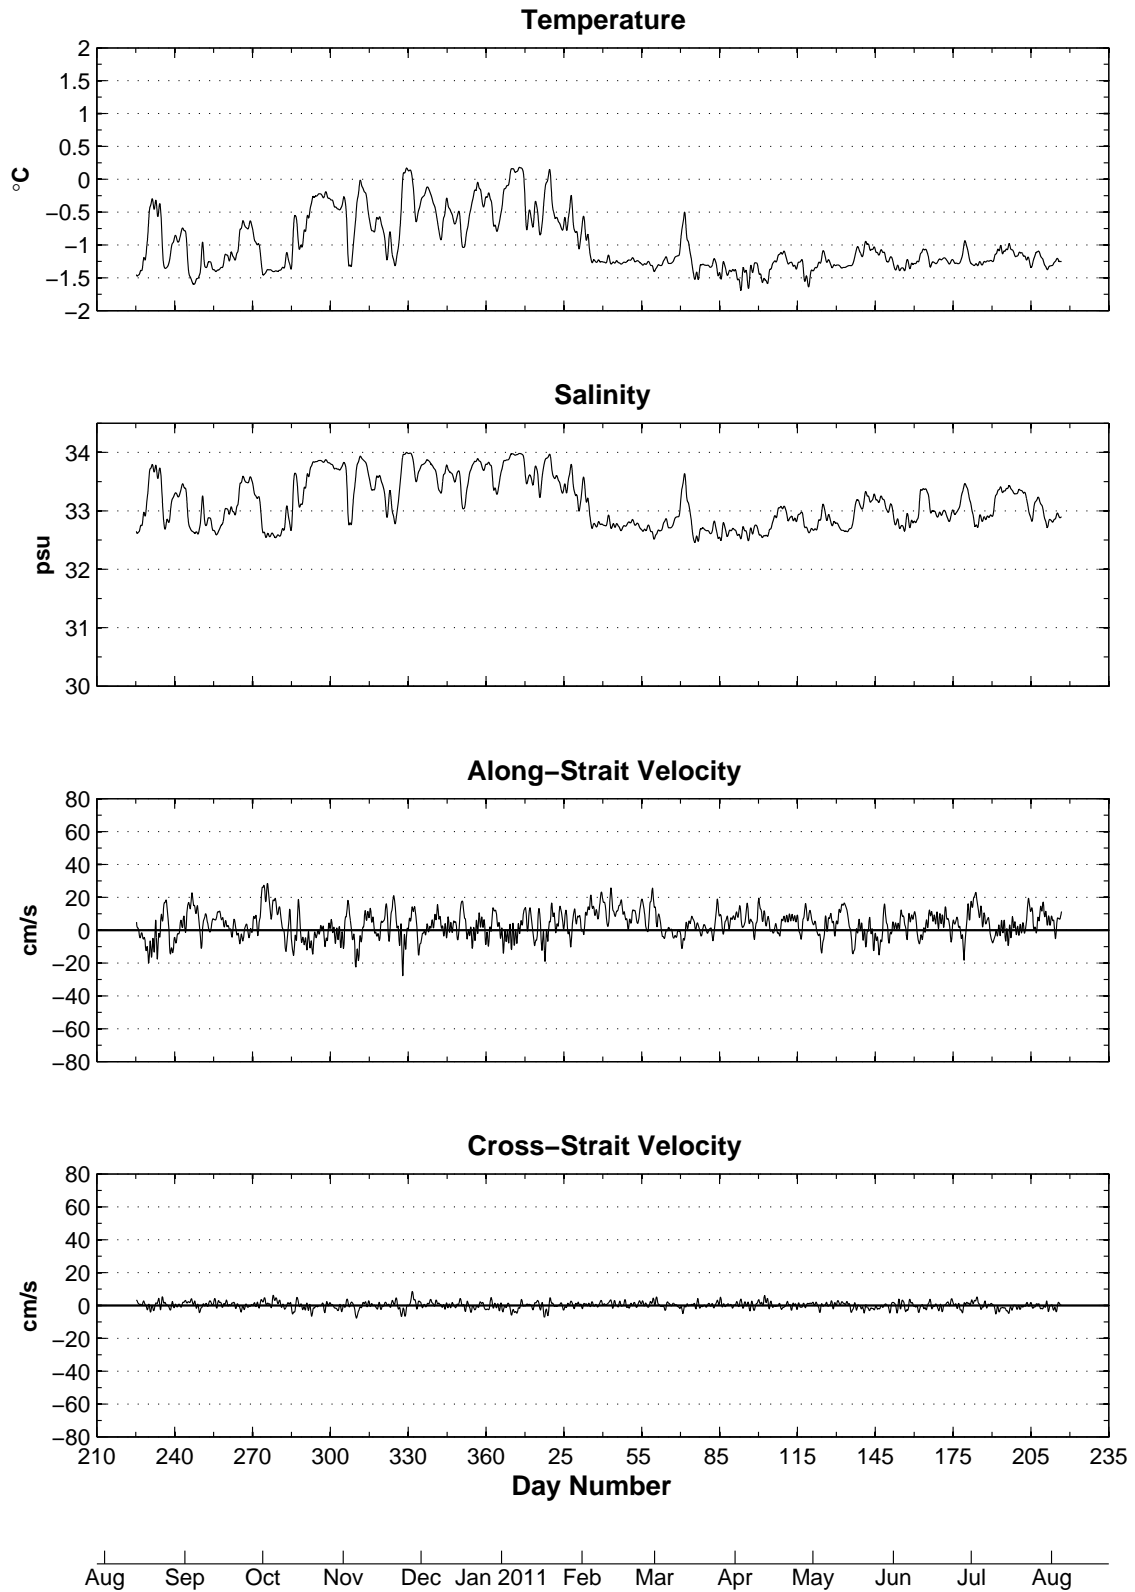 Temperature
2
1.5
1
0.5
0
−0.5
−1
−1.5
−2
°C
Salinity
34
33
32
31
30
psu
Along−Strait Velocity
80
60
40
20
0
−20
−40
−60
−80
cm/s
Cross−Strait Velocity
80
60
40
20
0
−20
−40
−60
−80
cm/s
210 240 270 300 330 360 25 55 85 115 145 175 205 235
Day Number
Aug Sep Oct Nov Dec Jan 2011 Feb Mar Apr May Jun Jul Aug